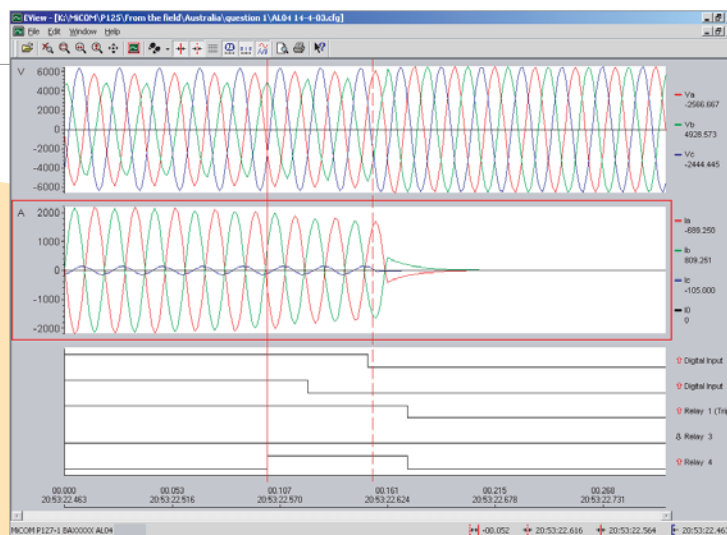 EView - [K:\MiCOM\P125\From the field\Australia\question 1\AL04 14-4-03.cfg]
File Edit Window Help
V
6000
4000
2000
0
-2000
-4000
-6000
Va
-2566.667
Vb
4928.573
Vc
-2444.445
A
2000
1000
0
-1000
-2000
Ia
-689.250
Ib
809.251
Ic
-105.000
I0
0
Digital Input
Digital Input
Relay 1 (Trip
Relay 3
Relay 4
00.000 00.053 00.107 00.161 00.215 00.268
20:53:22.463 20:53:22.516 20:53:22.570 20:53:22.624 20:53:22.678 20:53:22.731
MiCOM P127-1 BAXXXXX AL04 -00.052 20:53:22.616 20:53:22.564 20:53:22.463